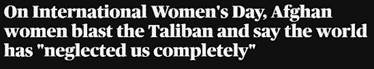 On International Women's Day, Afghan
women blast the Taliban and say the world
has "neglected us completely"